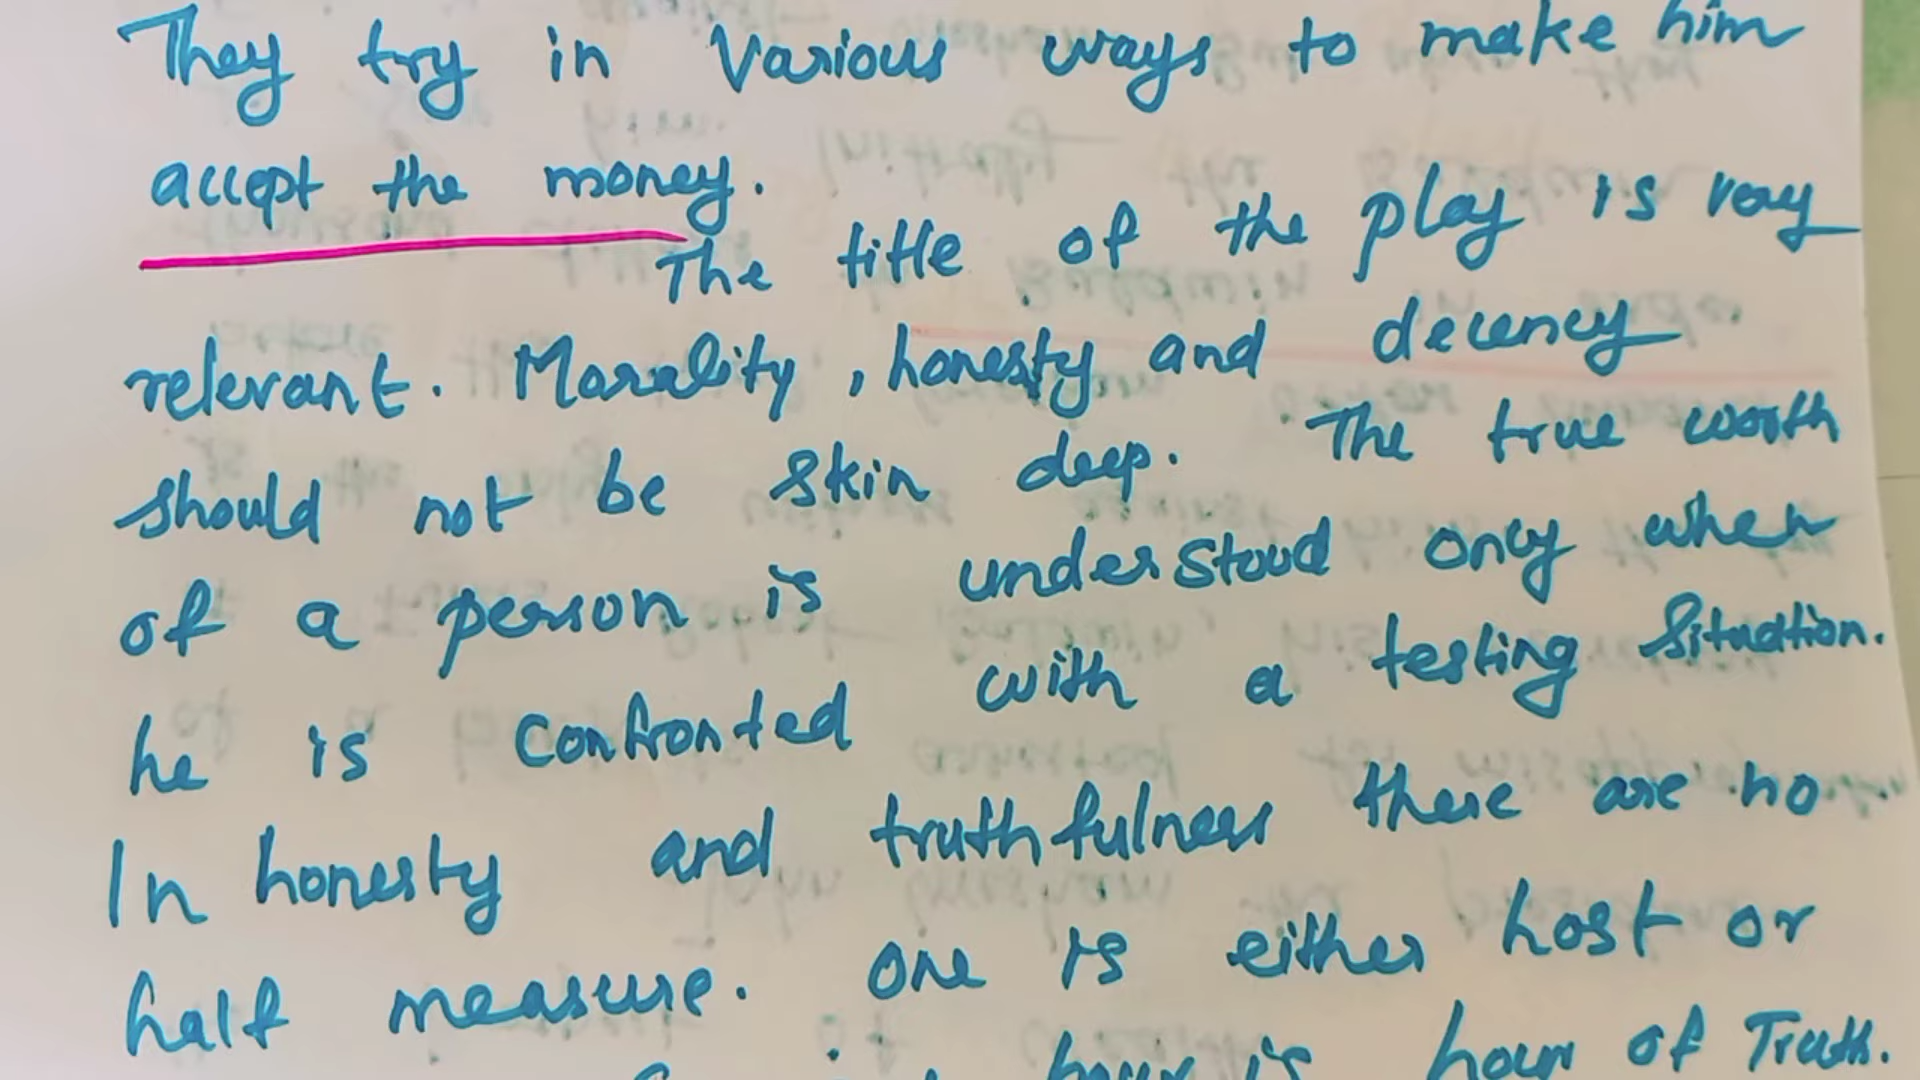 They try in Various ways to make him
accept the money.
The title of the play is very
relevant. Morality, honesty and decency
should not be skin deep. The true worth
of a person is understood only when
he is confronted with a testing situation.
In honesty and truthfulness there are no
half measure. one is either host or
hour is hour of Truth.